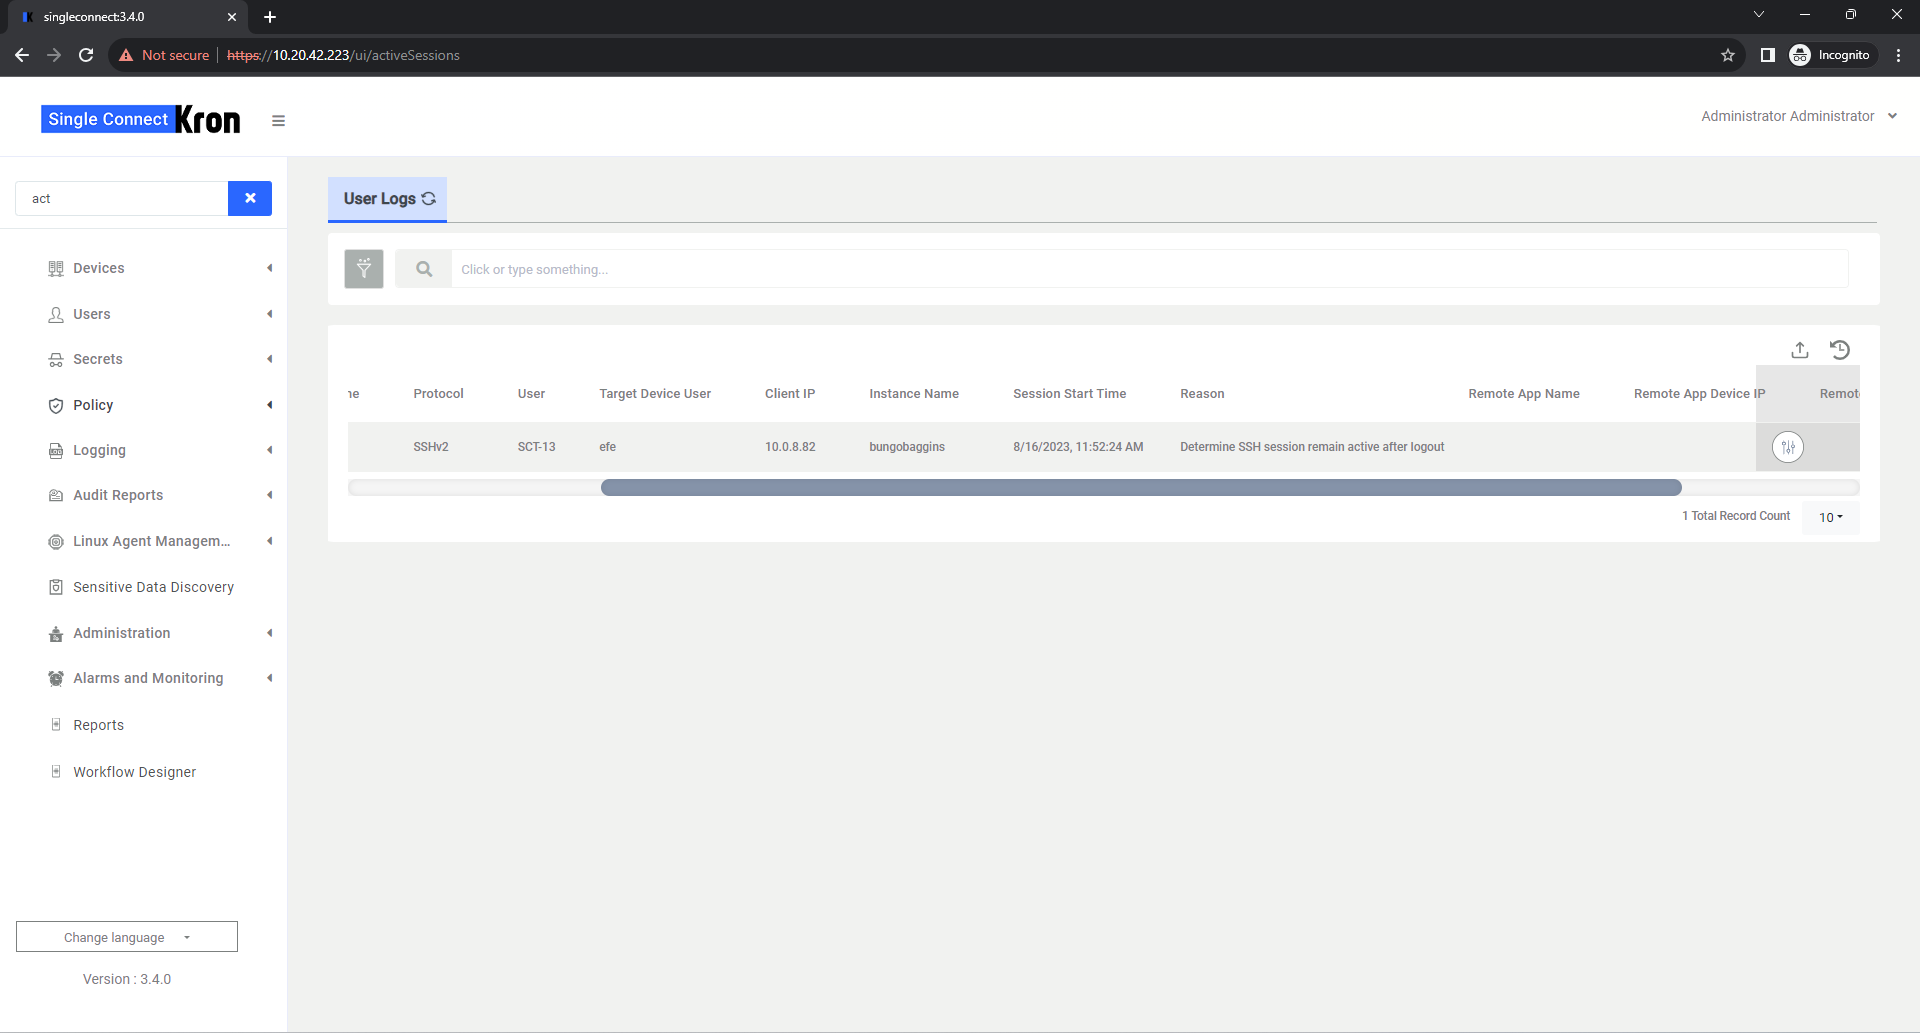 singleconnect:3.4.0
Not secure https://10.20.42.223/ui/activeSessions
Incognito
Single Connect Kron
Administrator Administrator
act
User Logs
Click or type something...
Devices
Users
Secrets
Policy
Logging
Audit Reports
Linux Agent Managem...
Sensitive Data Discovery
Administration
Alarms and Monitoring
Reports
Workflow Designer
ne Protocol User Target Device User Client IP Instance Name Session Start Time Reason Remote App Name Remote App Device IP Remot
SSHv2 SCT-13 efe 10.0.8.82 bungobaggins 8/16/2023, 11:52:24 AM Determine SSH session remain active after logout
1 Total Record Count 10
Change language
Version : 3.4.0